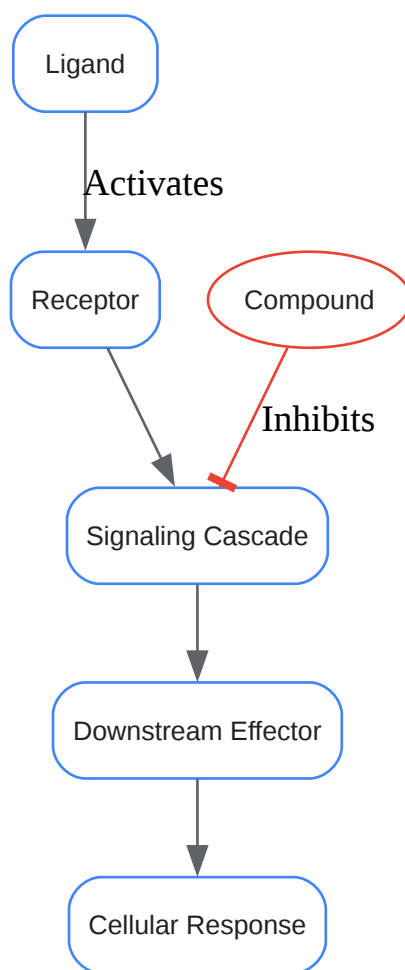 Ligand
Activates
Receptor
Compound
Inhibits
Signaling Cascade
Downstream Effector
Cellular Response